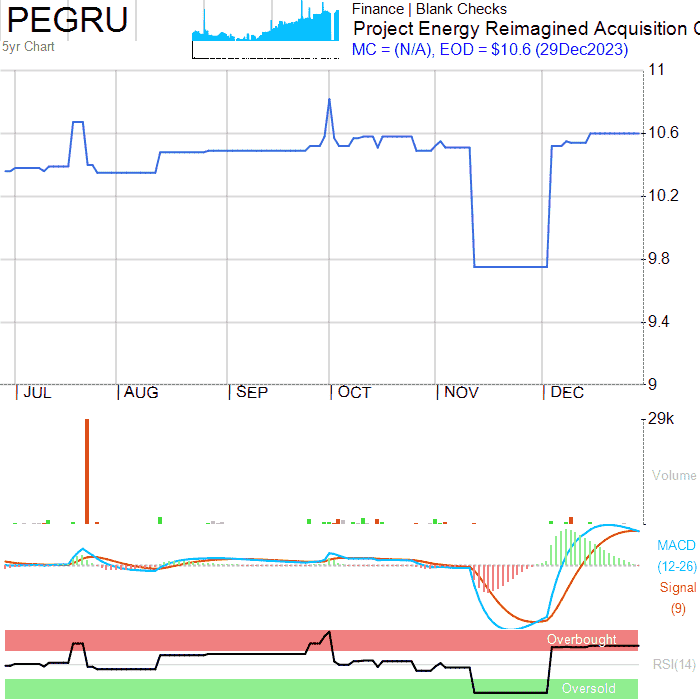 PEGRU
5yr Chart
Finance | Blank Checks
Project Energy Reimagined Acquisition C
MC = (N/A), EOD = $10.6 (29Dec2023)
11
10.6
10.2
9.8
9.4
9
JUL AUG SEP OCT NOV DEC
29k
Volume
MACD
(12-26)
Signal
(9)
Overbought
RSI(14)
Oversold